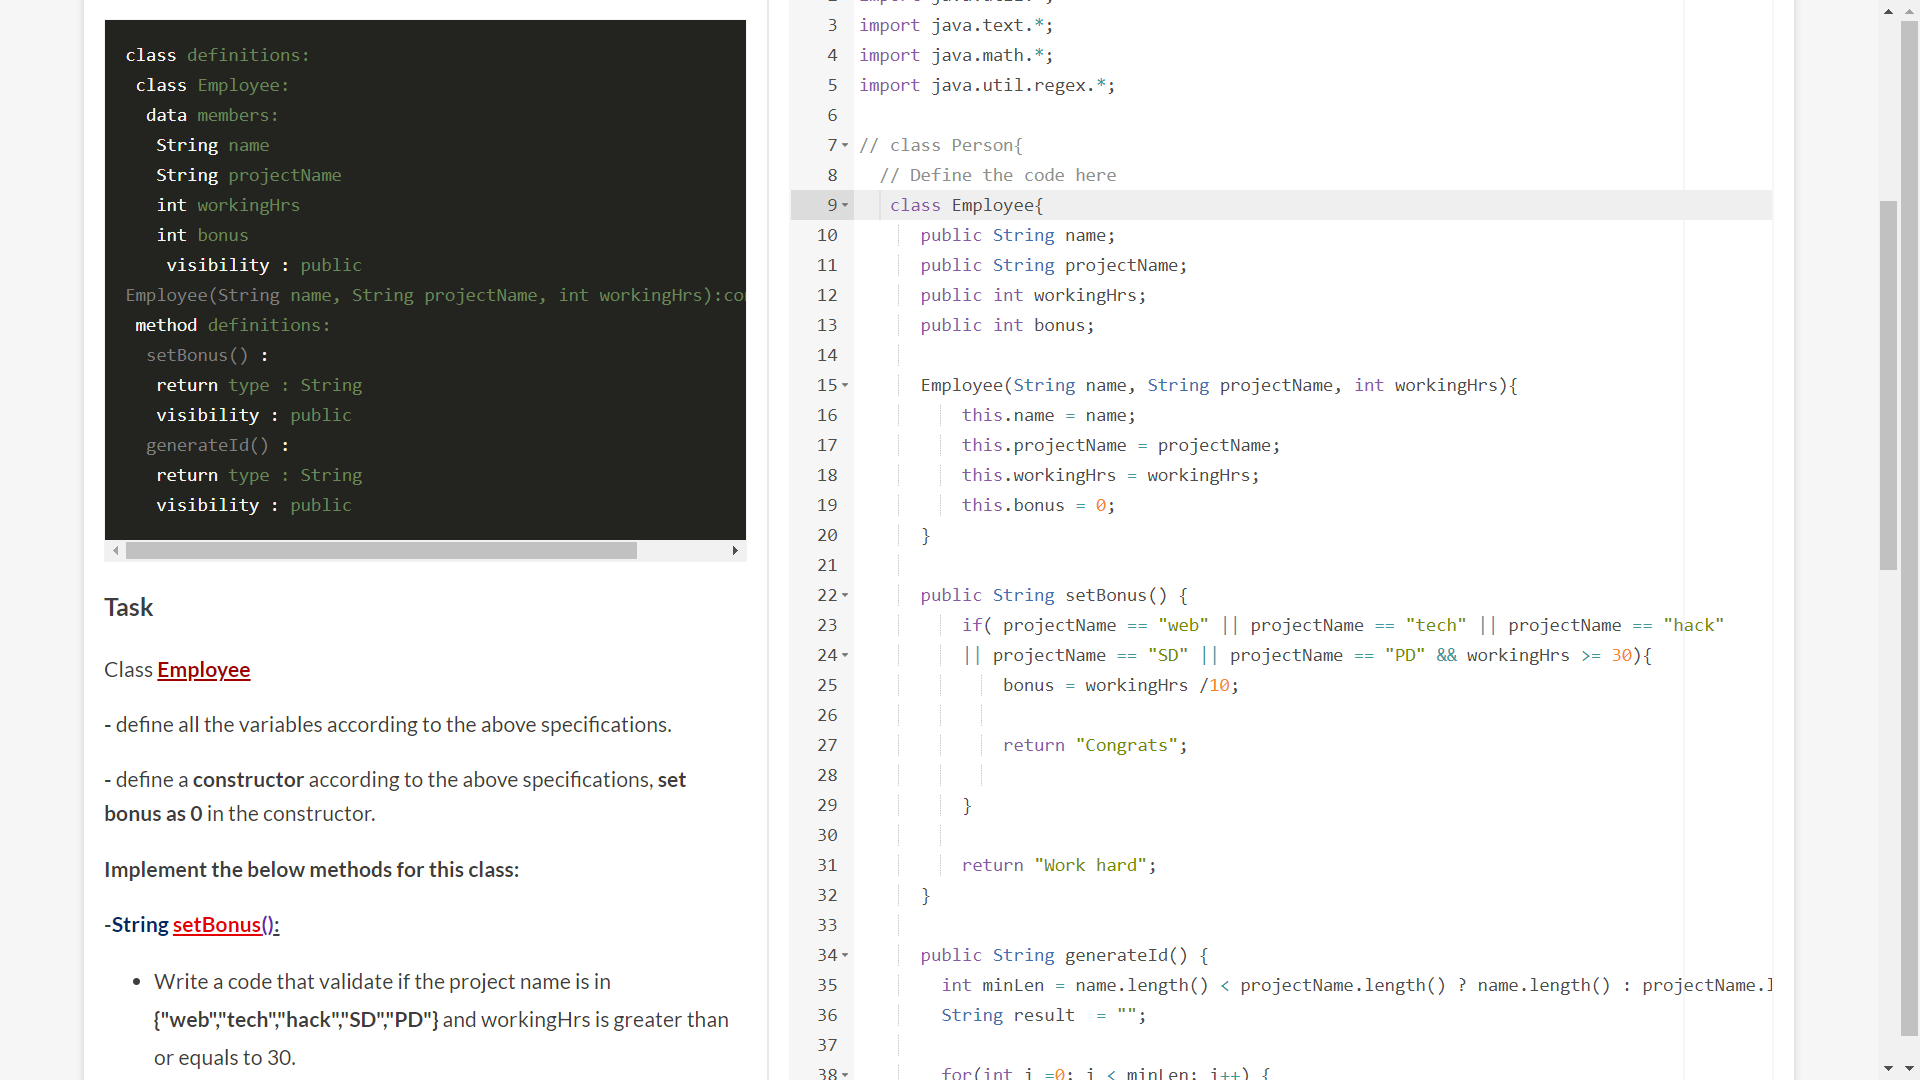 class definitions:
class Employee:
data members:
String name
String projectName
int workingHrs
int bonus
visibility : public
Employee(String name, String projectName, int workingHrs):co
method definitions:
setBonus() :
return type : String
visibility : public
generateId() :
return type : String
visibility : public
Task
Class Employee
- define all the variables according to the above specifications.
- define a constructor according to the above specifications, set
bonus as 0 in the constructor.
Implement the below methods for this class:
-String setBonus():
• Write a code that validate if the project name is in
{"web","tech","hack","SD","PD"} and workingHrs is greater than
or equals to 30.
3 import java.text.*;
4 import java.math.*;
5 import java.util.regex.*;
6
7 // class Person{
8 // Define the code here
9 class Employee{
10 public String name;
11 public String projectName;
12 public int workingHrs;
13 public int bonus;
14
15 Employee(String name, String projectName, int workingHrs){
16 this.name = name;
17 this.projectName = projectName;
18 this.workingHrs = workingHrs;
19 this.bonus = 0;
20 }
21
22 public String setBonus() {
23 if( projectName == "web" || projectName == "tech" || projectName == "hack"
24 || projectName == "SD" || projectName == "PD" && workingHrs >= 30){
25 bonus = workingHrs /10;
26
27 return "Congrats";
28
29 }
30
31 return "Work hard";
32 }
33
34 public String generateId() {
35 int minLen = name.length() < projectName.length() ? name.length() : projectName.l
36 String result = "";
37
38 for(int i =0; i < minLen; i++) {